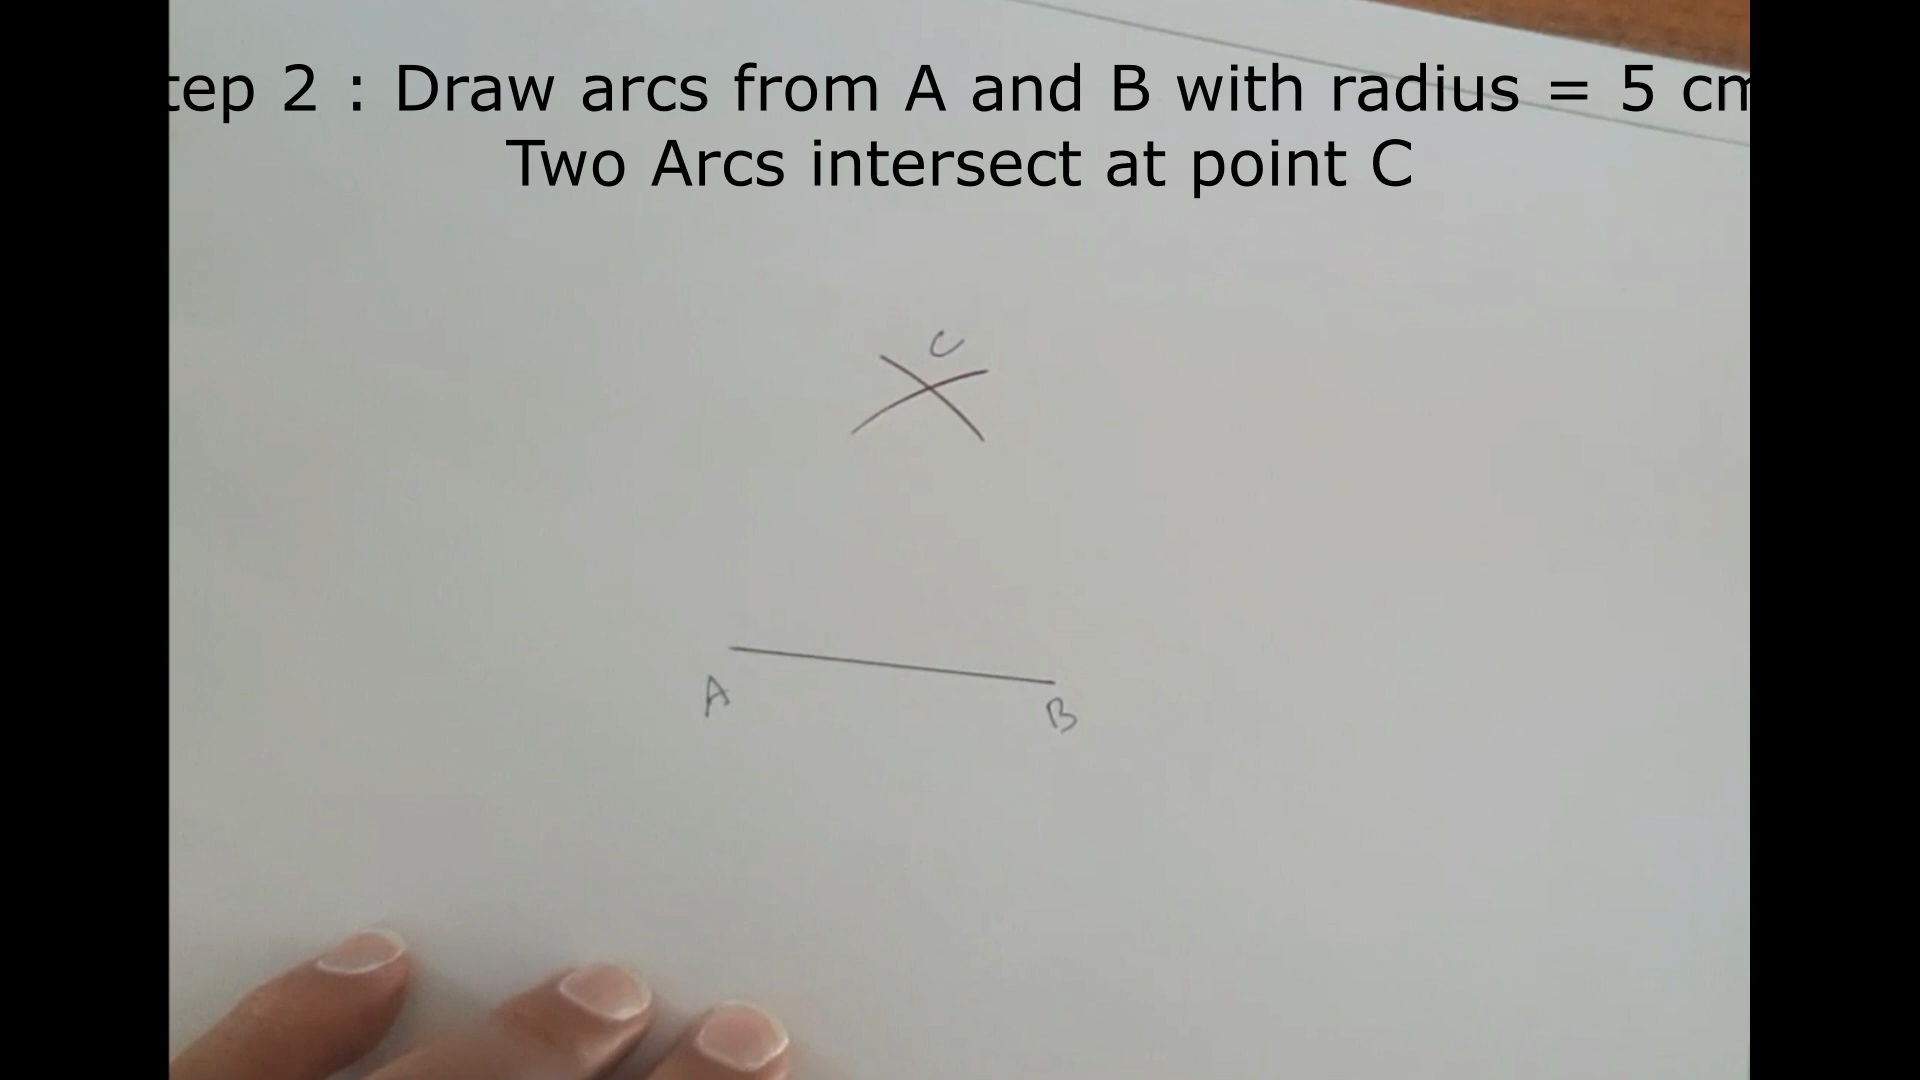 tep 2 : Draw arcs from A and B with radius = 5 cm
Two Arcs intersect at point C
C
A
B